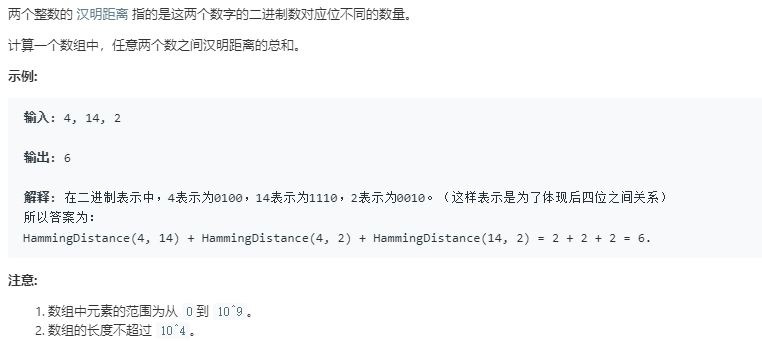 两个整数的 汉明距离 指的是这两个数字的二进制数对应位不同的数量。
计算一个数组中，任意两个数之间汉明距离的总和。
示例:
输入: 4, 14, 2
输出: 6
解释: 在二进制表示中，4表示为0100，14表示为1110，2表示为0010。（这样表示是为了体现后四位之间关系）
所以答案为：
HammingDistance(4, 14) + HammingDistance(4, 2) + HammingDistance(14, 2) = 2 + 2 + 2 = 6.
注意:
1. 数组中元素的范围为从 0 到 10^9。
2. 数组的长度不超过 10^4。